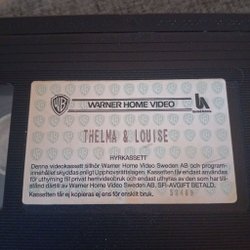 WB WARNER HOME VIDEO
THELMA & LOUISE
HYRKASSETT
Denna videokassett tillhör Warner Home Video Sweden AB och program-
innehållet skyddas enligt Upphovsrättslagen. Kassetten får endast användas
för uthyrning till privat hemvideobruk och endast uthyras av den som har till-
stånd därtill av Warner Home Video Sweden AB. SFI-AVGIFT BETALD.
Kassetten får ej kopieras ej ens för enskilt bruk.